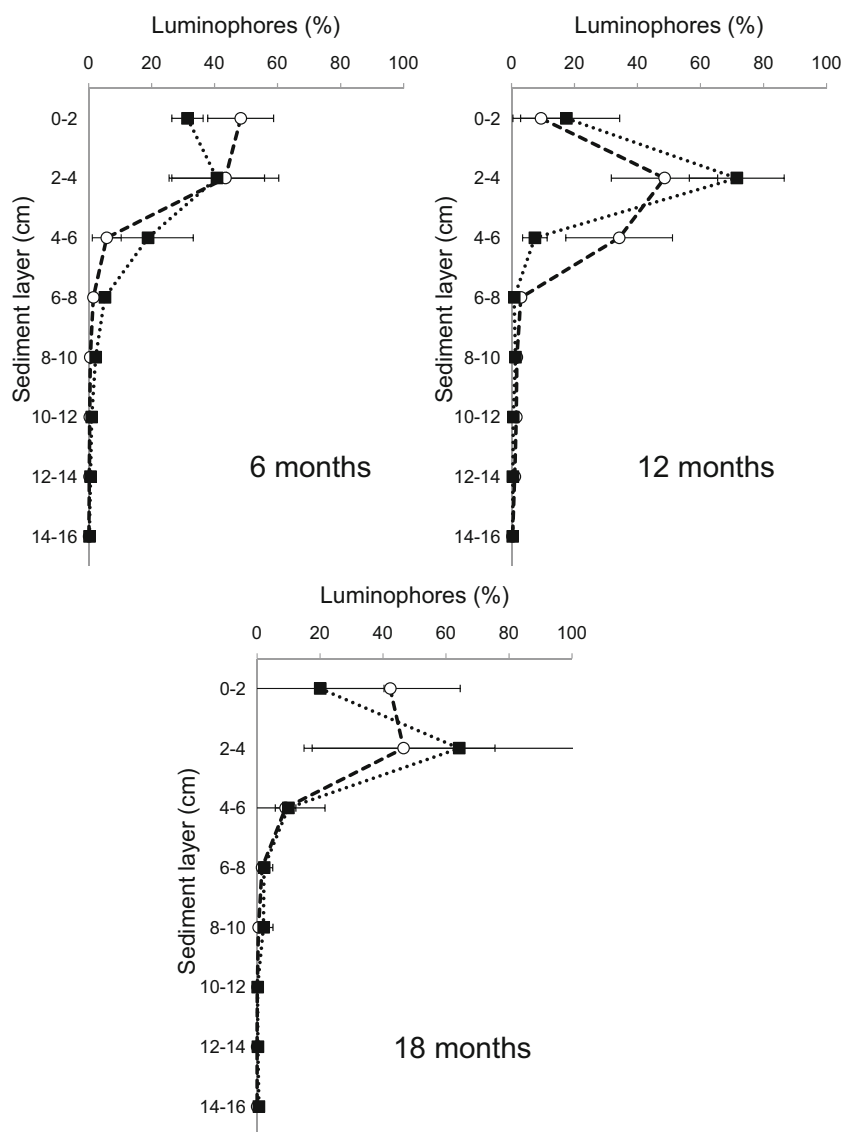 Luminophores (%)
0 20 40 60 80 100
Sediment layer (cm)
0-2
2-4
4-6
6-8
8-10
10-12
12-14
14-16
6 months
Luminophores (%)
0 20 40 60 80 100
Sediment layer (cm)
0-2
2-4
4-6
6-8
8-10
10-12
12-14
14-16
12 months
Luminophores (%)
0 20 40 60 80 100
Sediment layer (cm)
0-2
2-4
4-6
6-8
8-10
10-12
12-14
14-16
18 months